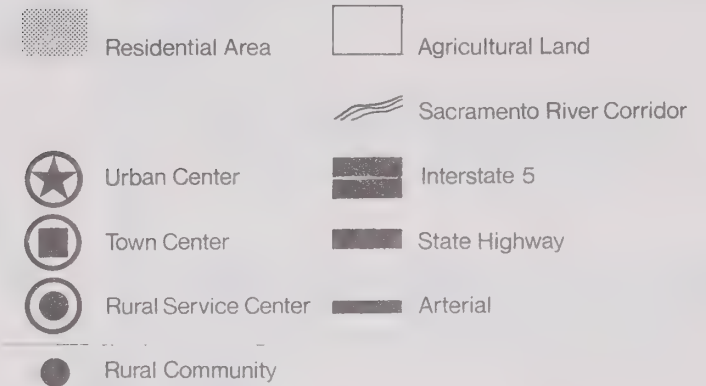 Residential Area
Agricultural Land
Sacramento River Corridor
Urban Center
Interstate 5
Town Center
State Highway
Rural Service Center
Arterial
Rural Community